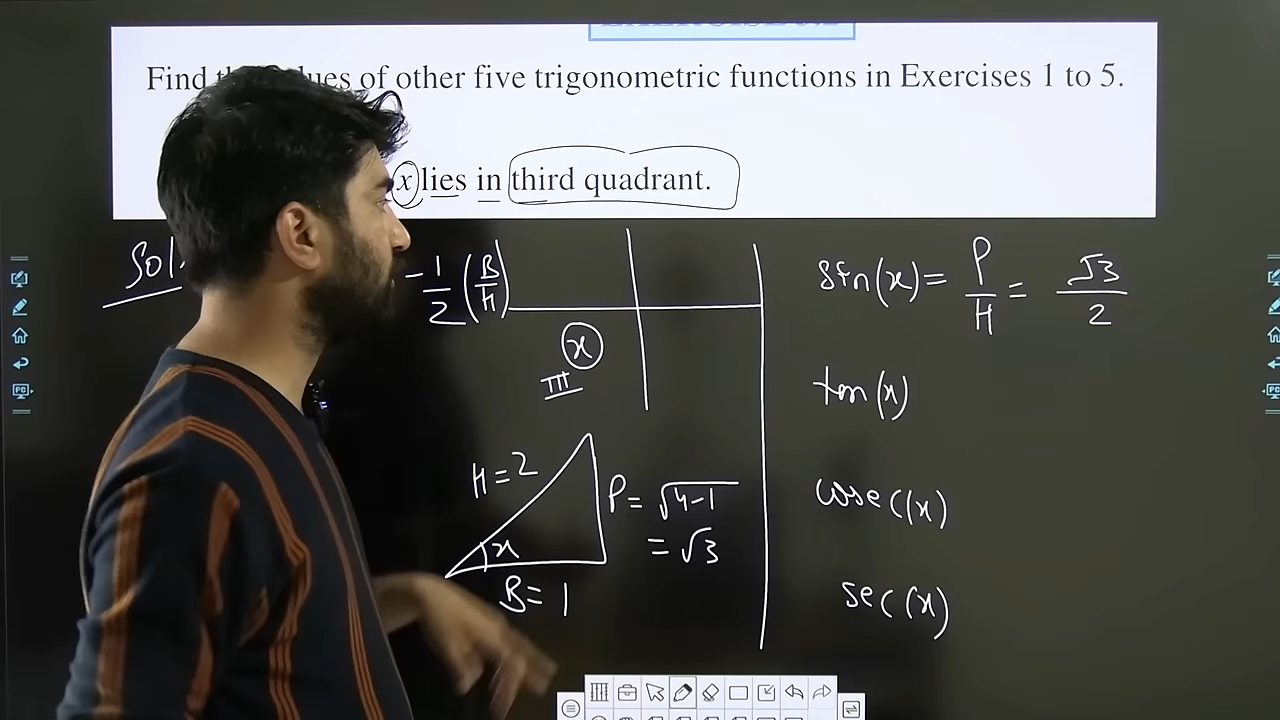 Find values of other five trigonometric functions in Exercises 1 to 5.
x lies in third quadrant.
Sol.
-1/2 (B/H)
x
III
H=2
P= √4-1
= √3
x
B= 1
sin(x)= P/H = √3/2
tan(x)
cosec(x)
sec(x)